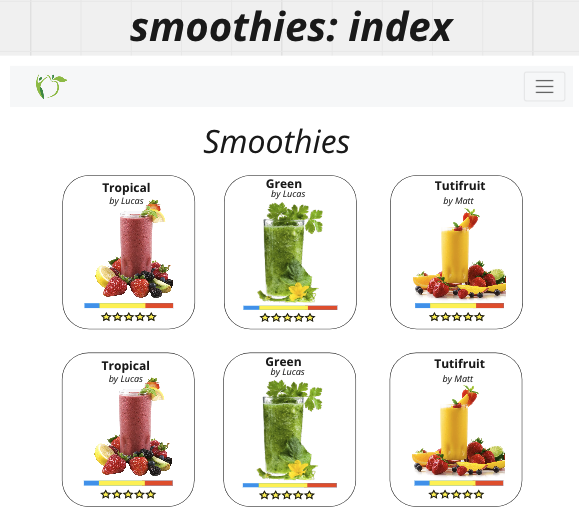 smoothies: index
Smoothies
Tropical
by Lucas
Green
by Lucas
Tutifruit
by Matt
Tropical
by Lucas
Green
by Lucas
Tutifruit
by Matt